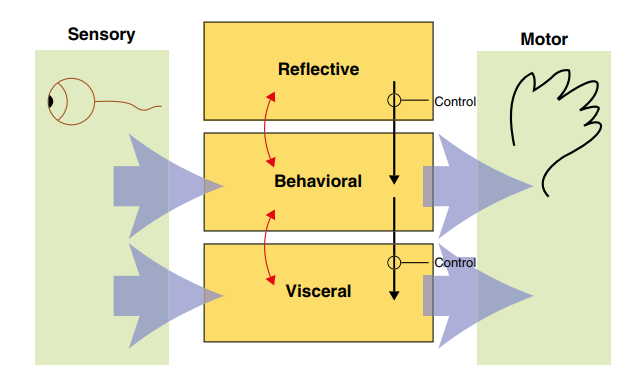 Sensory
Motor
Reflective
Control
Behavioral
Control
Visceral